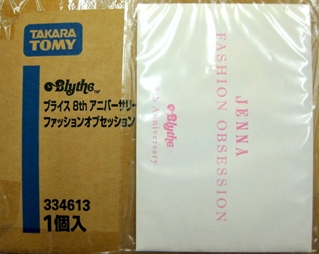 TAKARA
TOMY
Blythe
ブライス 8th アニバーサリー
ファッションオブセッション
334613
1個入
JENNA
FASHION OBSESSION
Blythe
Anniversary